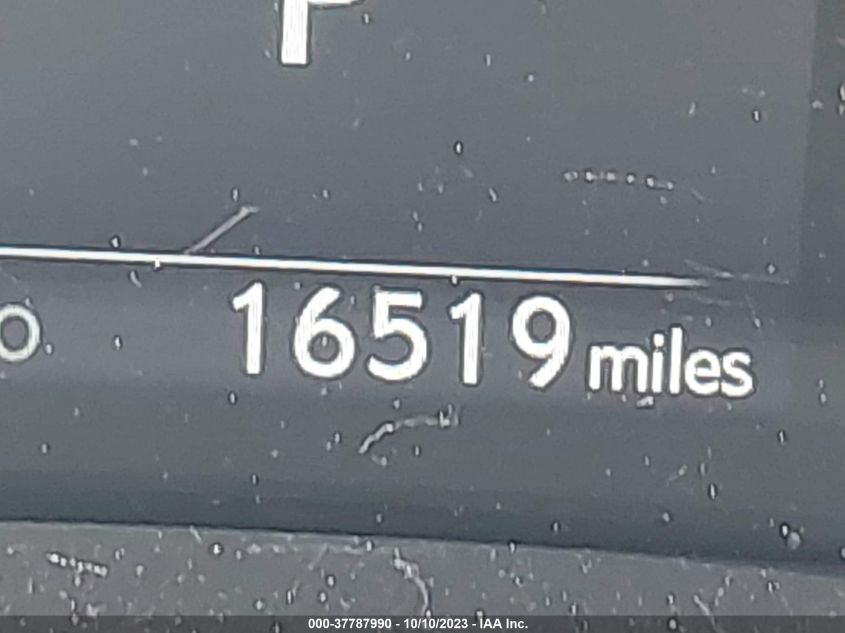 P
16519 miles
000-37787990 - 10/10/2023 - IAA Inc.